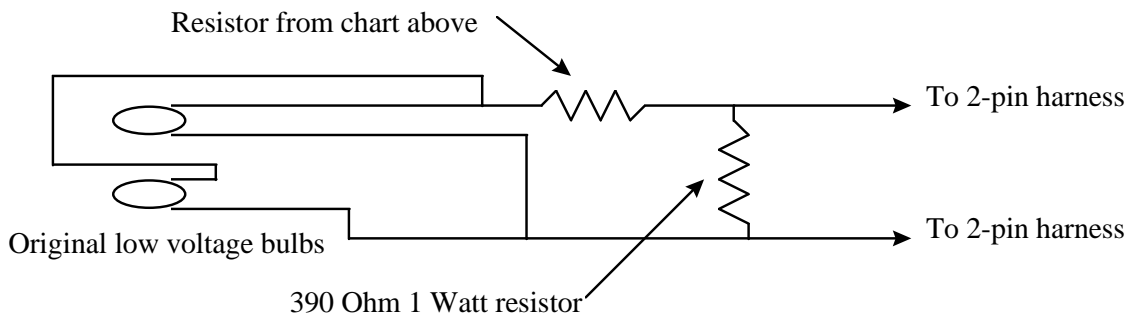 Resistor from chart above
To 2-pin harness
To 2-pin harness
Original low voltage bulbs
390 Ohm 1 Watt resistor